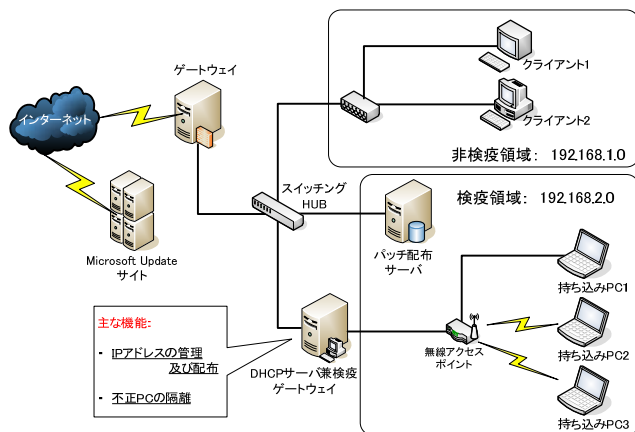 ゲートウェイ
インターネット
Microsoft Update
サイト
スイッチング
HUB
クライアント1
クライアント2
非検疫領域: 192.168.1.0
検疫領域: 192.168.2.0
パッチ配布
サーバ
主な機能:
・ IPアドレスの管理
及び配布
・ 不正PCの隔離
DHCPサーバ兼検疫
ゲートウェイ
無線アクセス
ポイント
持ち込みPC1
持ち込みPC2
持ち込みPC3